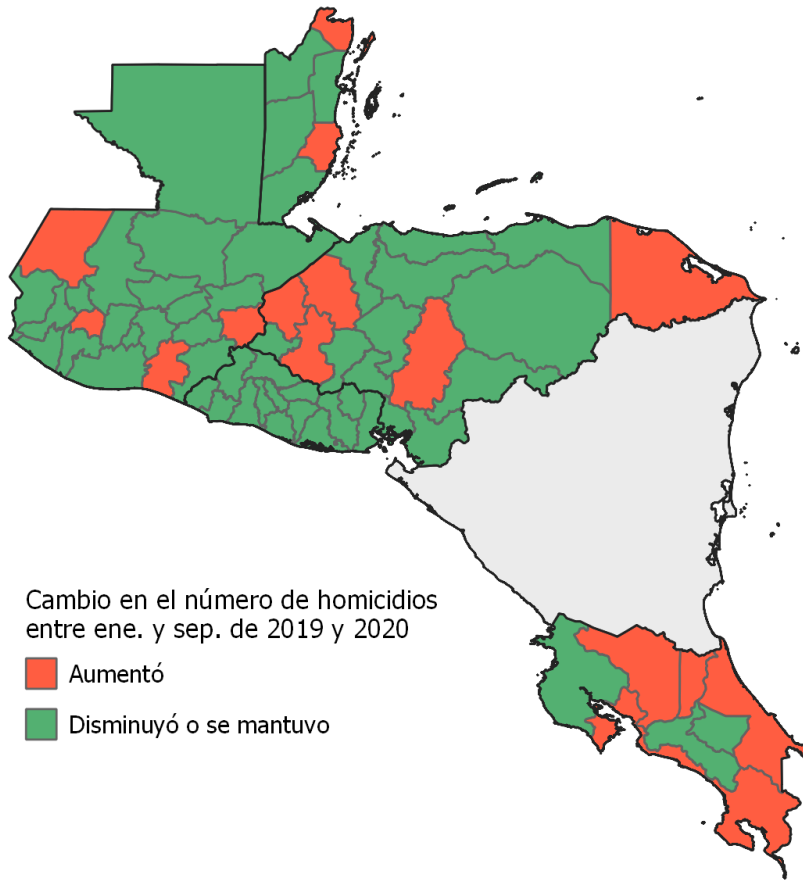 Cambio en el número de homicidios
entre ene. y sep. de 2019 y 2020
Aumentó
Disminuyó o se mantuvo